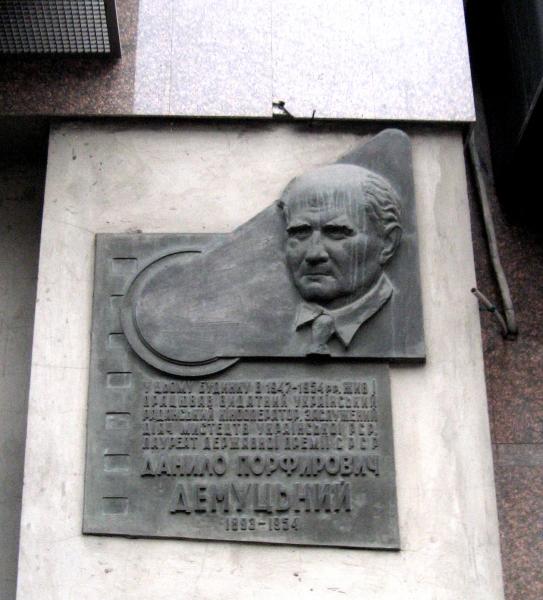 У ЦЬОМУ БУДИНКУ В 1947-1954 рр. ЖИВ І
ПРАЦЮВАВ ВИДАТНИЙ УКРАЇНСЬКИЙ
РАДЯНСЬКИЙ КІНООПЕРАТОР, ЗАСЛУЖЕНИЙ
ДІЯЧ МИСТЕЦТВ УКРАЇНСЬКОЇ РСР,
ЛАУРЕАТ ДЕРЖАВНОЇ ПРЕМІЇ СРСР
ДАНИЛО ПОРФИРОВИЧ
ДЕМУЦЬКИЙ
1893-1954